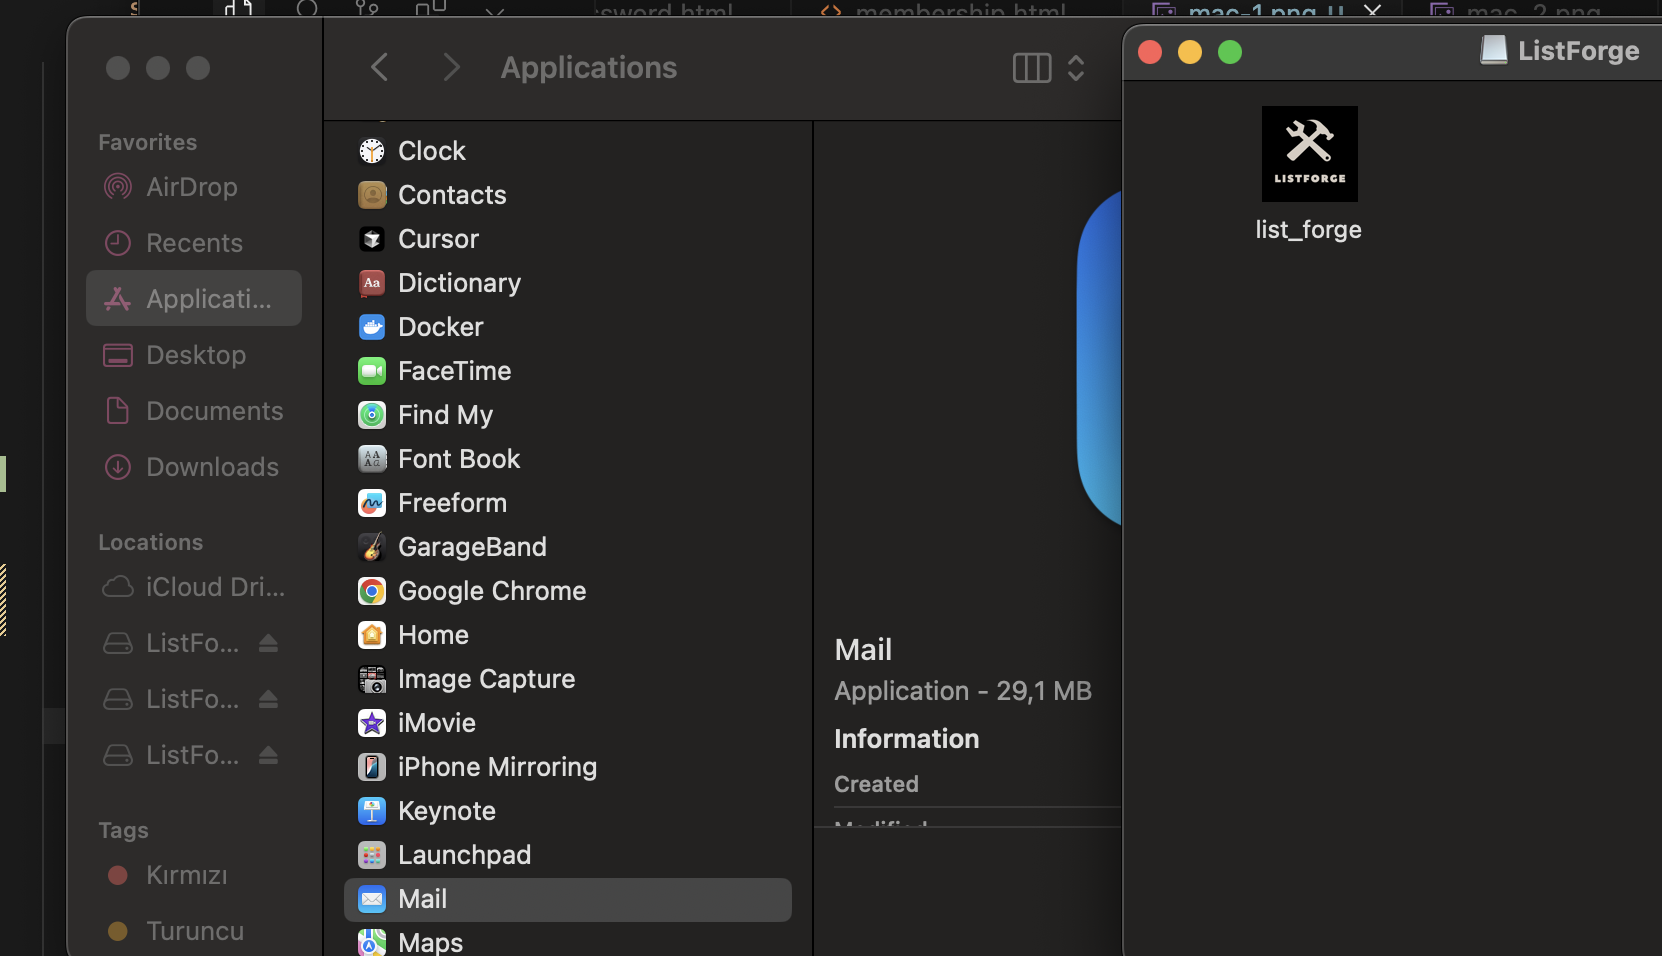 sword.html
membership.html
mac-1.png U
mac_2.png
Applications
ListForge
Favorites
AirDrop
Recents
Applicati...
Desktop
Documents
Downloads
Locations
iCloud Dri...
ListFo...
ListFo...
ListFo...
Tags
Kırmızı
Turuncu
Clock
Contacts
Cursor
Aa
Dictionary
Docker
FaceTime
Find My
Font Book
Freeform
GarageBand
Google Chrome
Home
Image Capture
iMovie
iPhone Mirroring
Keynote
Launchpad
Mail
Maps
Mail
Application - 29,1 MB
Information
Created
Modified
LISTFORGE
list_forge